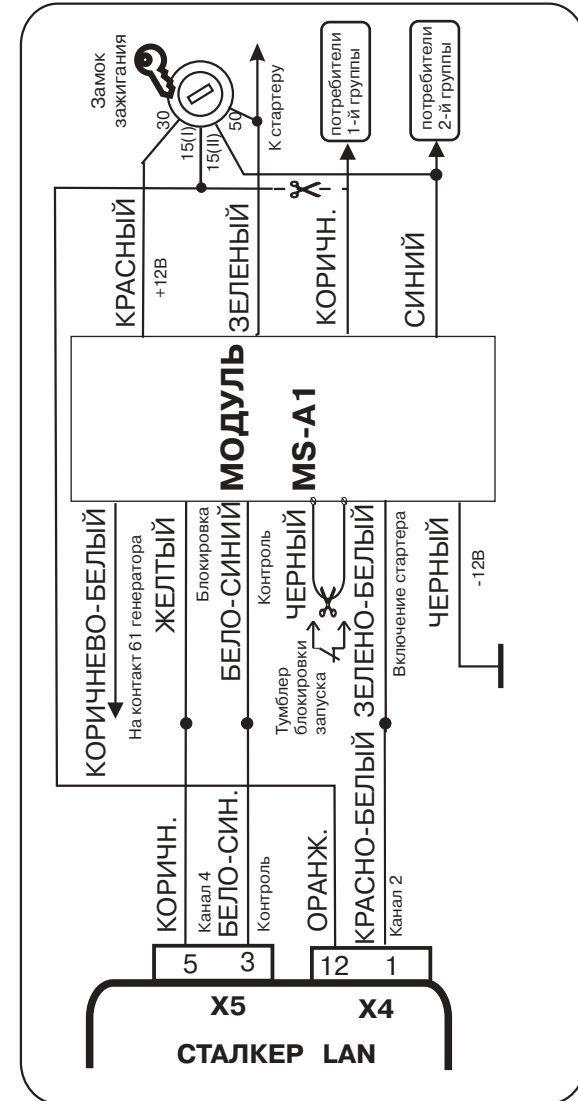 Замок
зажигания
30
15(I)
15(II)
50
К стартеру
потребители
1-й группы
потребители
2-й группы
КРАСНЫЙ
+12В
ЗЕЛЕНЫЙ
КОРИЧН.
СИНИЙ
МОДУЛЬ
MS-A1
КОРИЧНЕВО-БЕЛЫЙ
На контакт 61 генератора
ЖЕЛТЫЙ
Блокировка
БЕЛО-СИНИЙ
Контроль
ЧЕРНЫЙ
Тумблер
блокировки
запуска
ЗЕЛЕНО-БЕЛЫЙ
Включение стартера
ЧЕРНЫЙ
-12В
КОРИЧН.
Канал 4
БЕЛО-СИН.
Контроль
ОРАНЖ.
КРАСНО-БЕЛЫЙ
Канал 2
5
3
12
1
X5
X4
СТАЛКЕР LAN